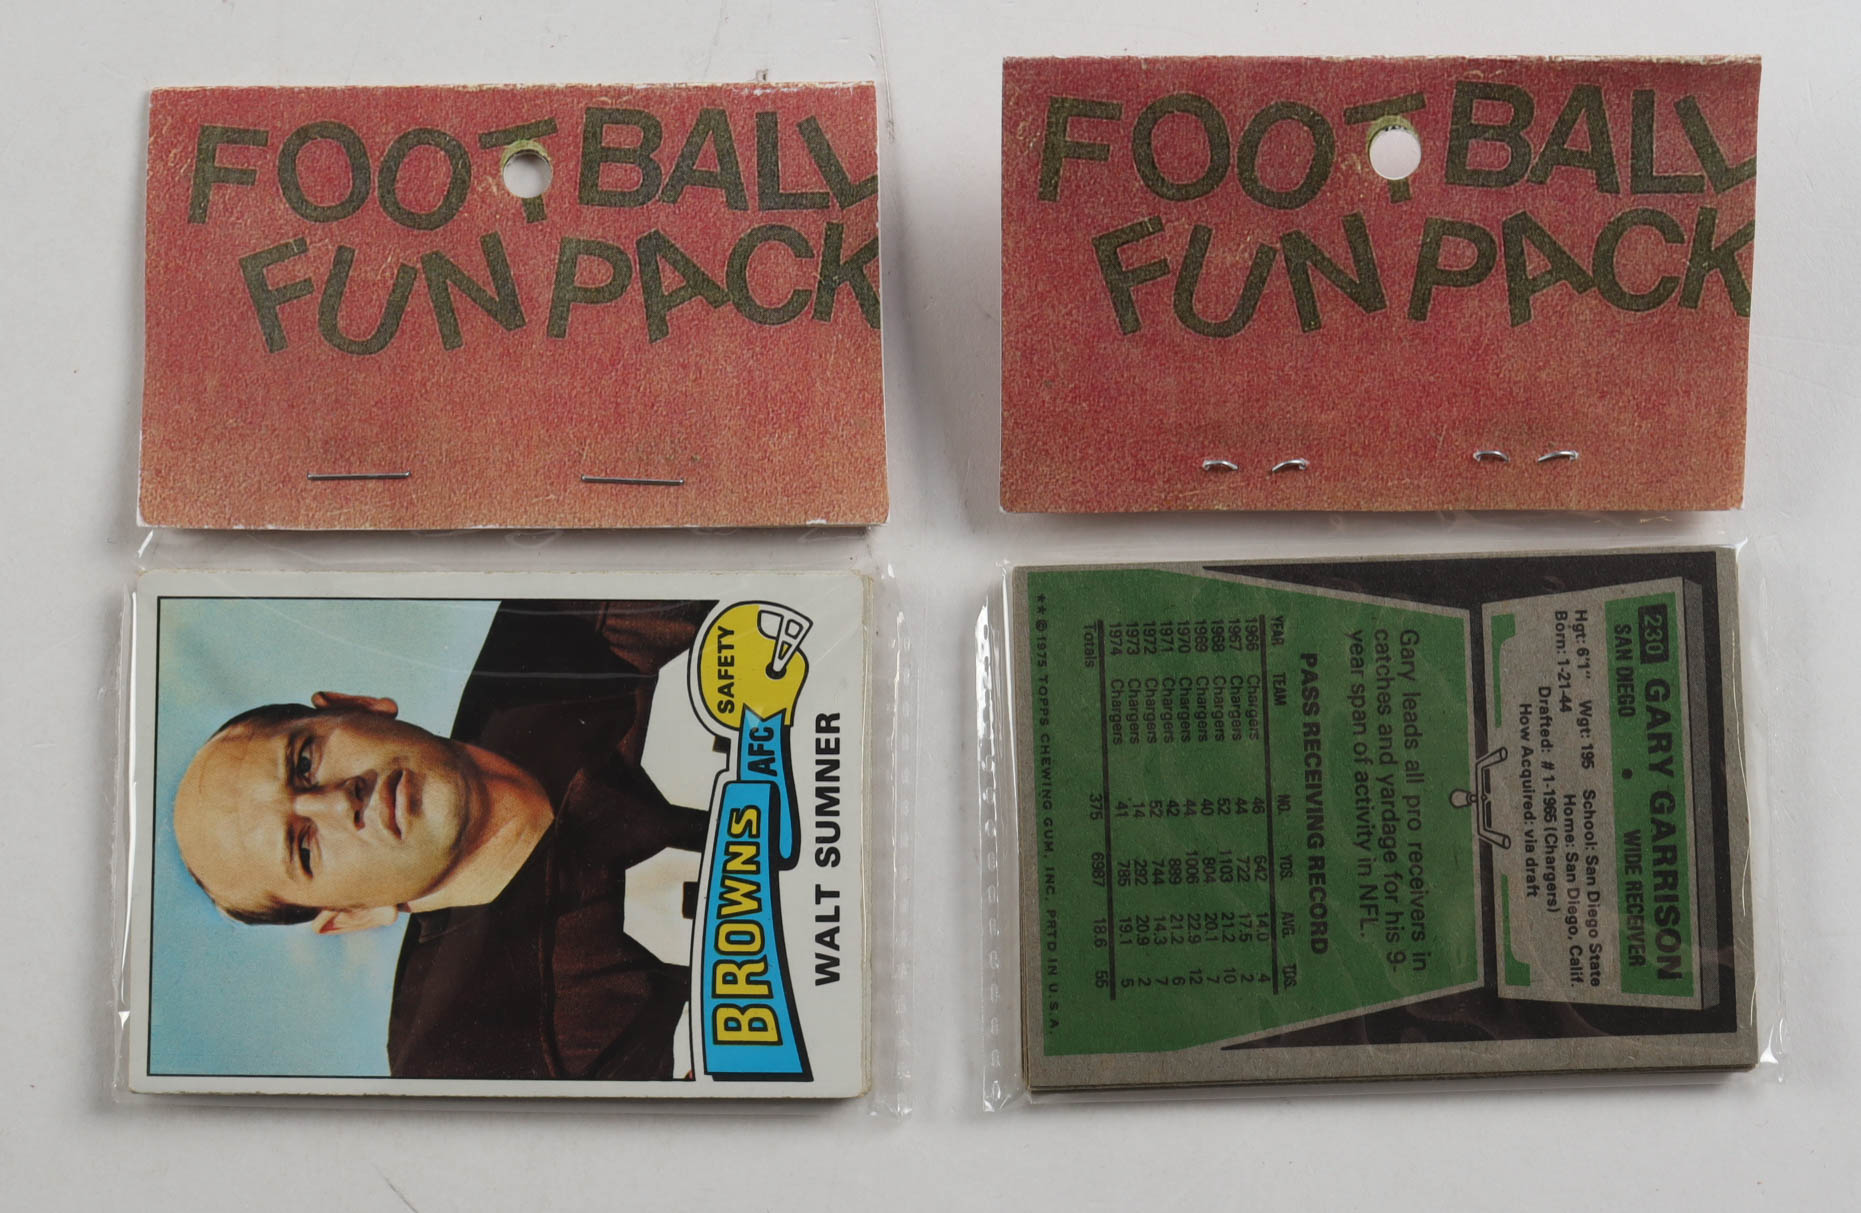 FOOTBALL
FUN PACK
FOOTBALL
FUN PACK
SAFETY
AFC
BROWNS
WALT SUMNER
230 GARY GARRISON
SAN DIEGO • WIDE RECEIVER
Hgt: 6'1" Wgt: 195 School: San Diego State
Born: 1-21-44 Home: San Diego, Calif.
Drafted: #1-1965 (Chargers)
How Acquired: via draft
Gary leads all pro receivers in
catches and yardage for his 9-
year span of activity in NFL.
PASS RECEIVING RECORD
YEAR TEAM NO. YDS. AVG. TDS.
1966 Chargers 46 642 14.0 4
1967 Chargers 44 722 17.5 2
1968 Chargers 52 1103 21.2 10
1969 Chargers 40 804 20.1 7
1970 Chargers 44 1006 22.9 12
1971 Chargers 42 889 21.2 6
1972 Chargers 52 744 14.3 7
1973 Chargers 14 292 20.9 2
1974 Chargers 41 785 19.1 5
Totals 375 6987 18.6 55
** © 1975 TOPPS CHEWING GUM, INC. PRT'D IN U.S.A.